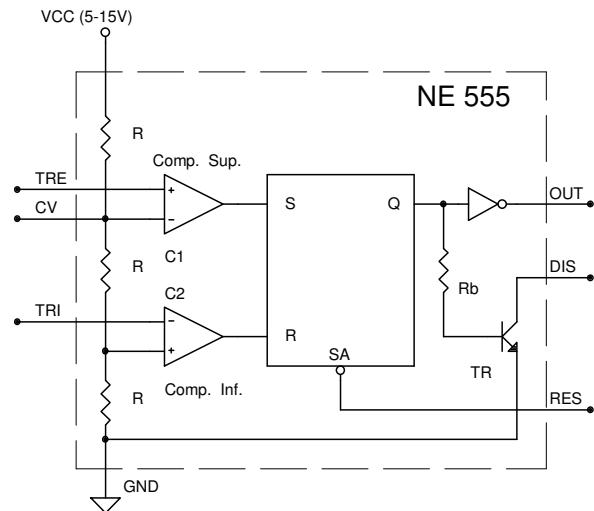 VCC (5-15V)
NE 555
R
Comp. Sup.
TRE
+
CV
-
S
Q
OUT
C1
R
C2
Rb
DIS
TRI
-
R
+
SA
TR
R
Comp. Inf.
RES
GND